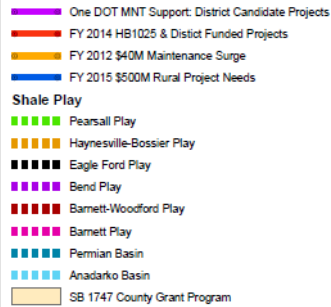 One DOT MNT Support: District Candidate Projects
FY 2014 HB1025 & Distict Funded Projects
FY 2012 $40M Maintenance Surge
FY 2015 $500M Rural Project Needs
Shale Play
Pearsall Play
Haynesville-Bossier Play
Eagle Ford Play
Bend Play
Barnett-Woodford Play
Barnett Play
Permian Basin
Anadarko Basin
SB 1747 County Grant Program